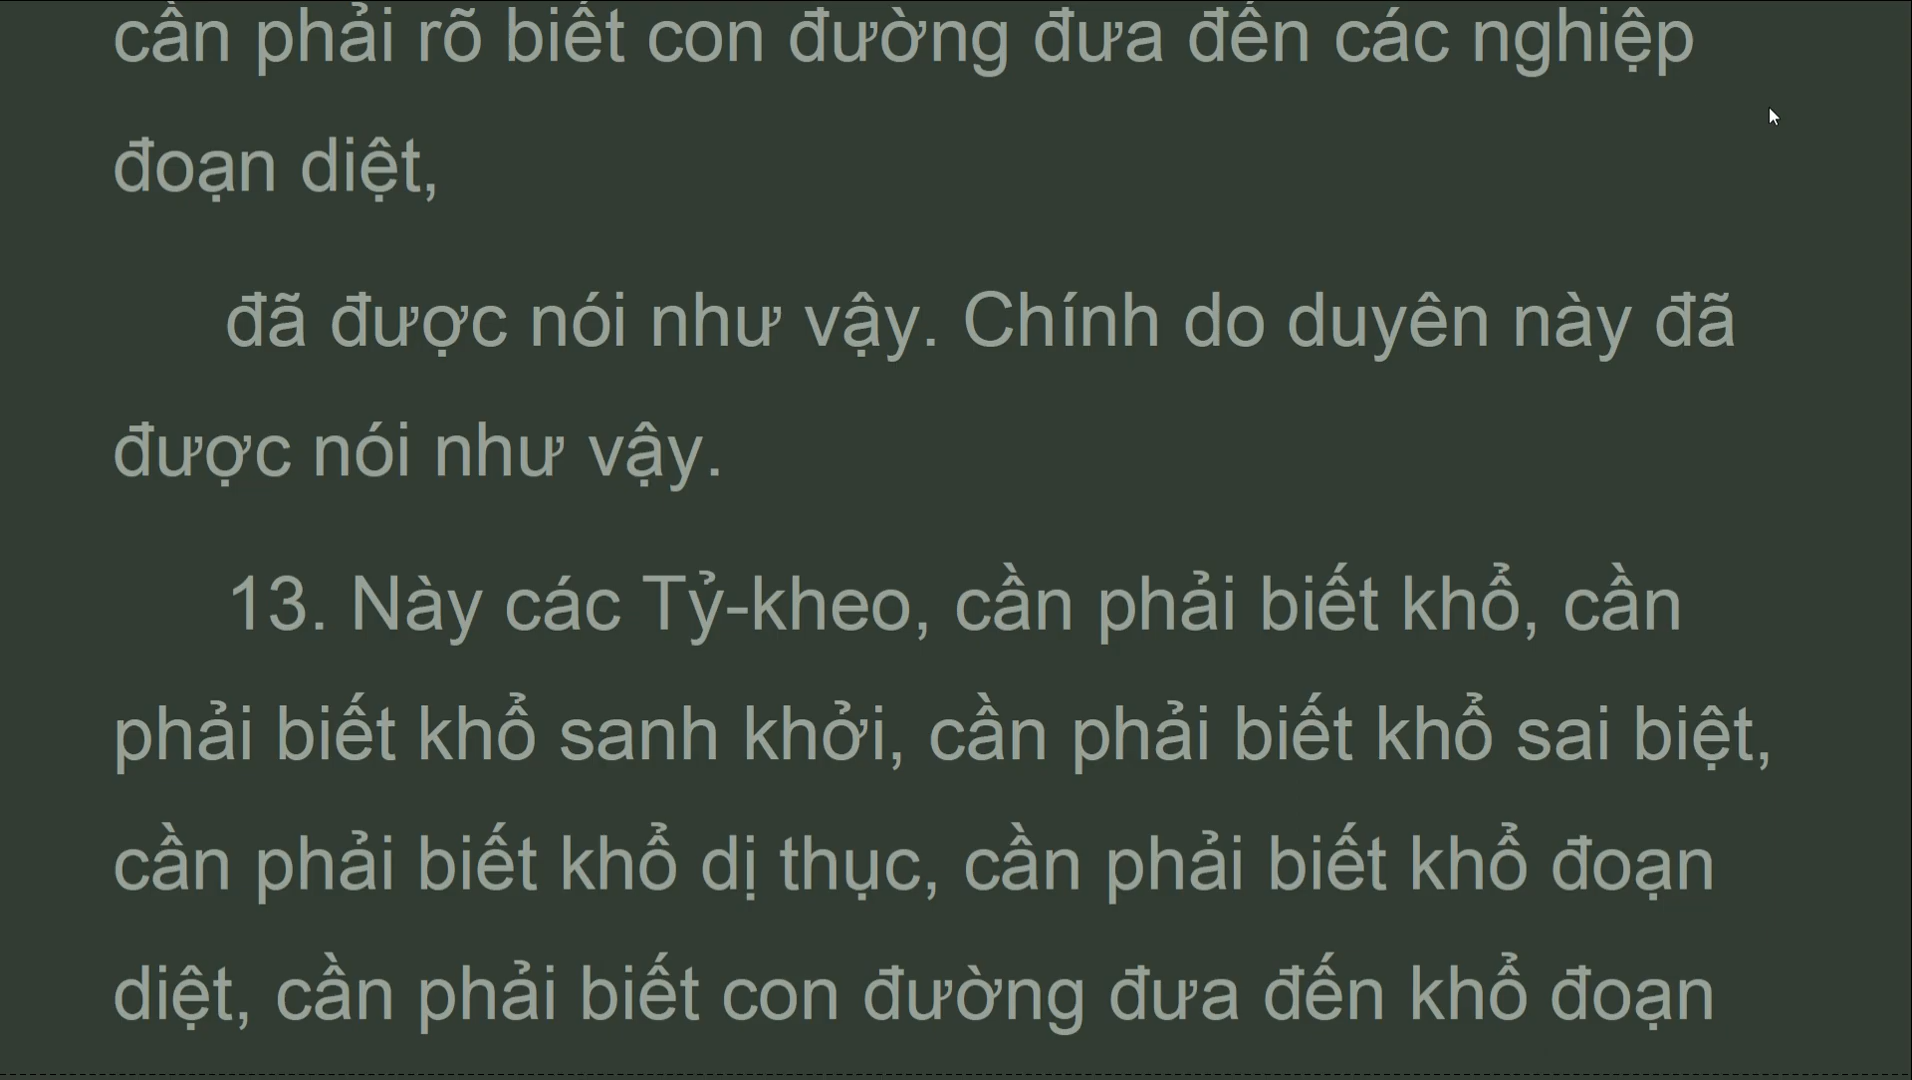 cần phải rõ biết con đường đưa đến các nghiệp
đoạn diệt,
đã được nói như vậy. Chính do duyên này đã
được nói như vậy.
13. Này các Tỷ-kheo, cần phải biết khổ, cần
phải biết khổ sanh khởi, cần phải biết khổ sai biệt,
cần phải biết khổ dị thục, cần phải biết khổ đoạn
diệt, cần phải biết con đường đưa đến khổ đoạn